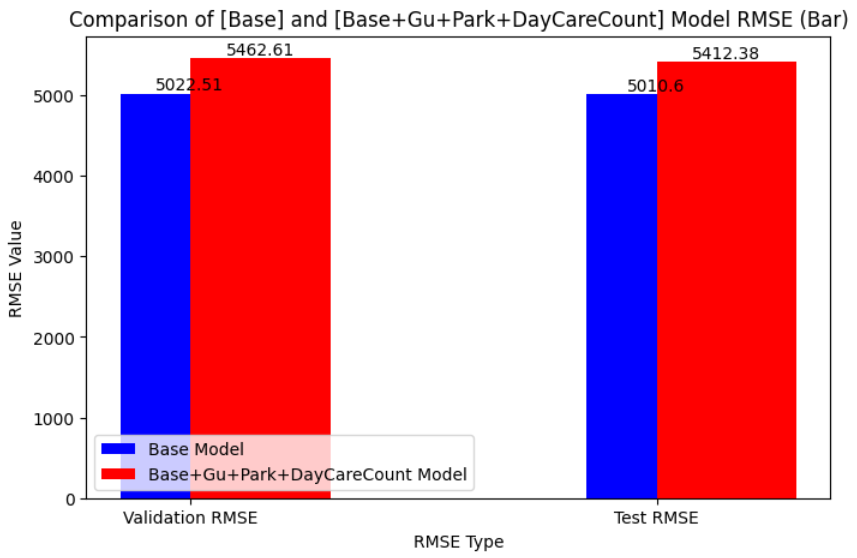 Comparison of [Base] and [Base+Gu+Park+DayCareCount] Model RMSE (Bar)
5462.61
5412.38
5022.51
5010.6
5000
4000
3000
2000
1000
0
RMSE Value
Base Model
Base+Gu+Park+DayCareCount Model
Validation RMSE
Test RMSE
RMSE Type